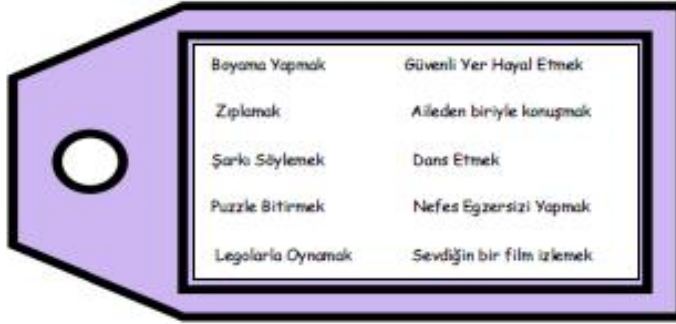 Boyama Yapmak
Güvenli Yer Hayal Etmek
Zıplamak
Aileden biriyle konuşmak
Şarkı Söylemek
Dans Etmek
Puzzle Bitirmek
Nefes Egzersizi Yapmak
Legolarla Oynamak
Sevdiğin bir film izlemek